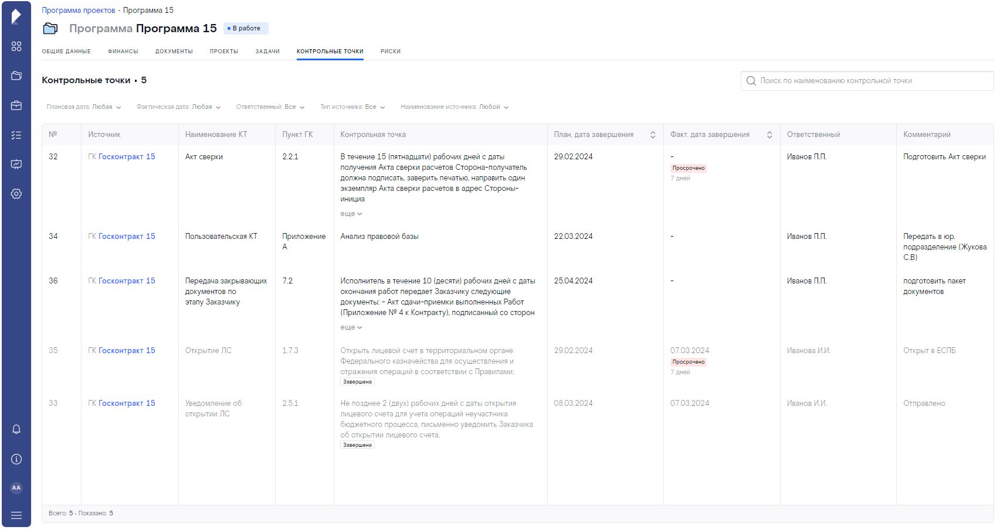 Программа проектов - Программа 15
Программа Программа 15 • В работе
ОБЩИЕ ДАННЫЕ ФИНАНСЫ ДОКУМЕНТЫ ПРОЕКТЫ ЗАДАЧИ КОНТРОЛЬНЫЕ ТОЧКИ РИСКИ
Контрольные точки • 5
Поиск по наименованию контрольной точки
Плановая дата: Любая Фактическая дата: Любая Ответственный: Все Тип источника: Все Наименование источника: Любой
№ Источник Наименование КТ Пункт ГК Контрольная точка План. дата завершения Факт. дата завершения Ответственный Комментарий
32 ГК Госконтракт 15 Акт сверки 2.2.1 В течение 15 (пятнадцати) рабочих дней с даты 29.02.2024 - Иванов П.П. Подготовить Акт сверки
получения Акта сверки расчетов Сторона-получатель Просрочено
должна подписать, заверить печатью, направить один 7 дней
экземпляр Акта сверки расчетов в адрес Стороны-
инициа
еще
34 ГК Госконтракт 15 Пользовательская КТ Приложение Анализ правовой базы 22.03.2024 - Иванов П.П. Передать в юр.
А подразделение (Жукова
С.В)
36 ГК Госконтракт 15 Передача закрывающих 7.2 Исполнитель в течение 10 (десяти) рабочих дней с даты 25.04.2024 - Иванов П.П. подготовить пакет
документов по окончания работ передает Заказчику следующие документов
этапу Заказчику документы: - Акт сдачи-приемки выполненных Работ
(Приложение № 4 к Контракту), подписанный со сторон
еще
35 ГК Госконтракт 15 Открытие ЛС 1.7.3 Открыть лицевой счет в территориальном органе 29.02.2024 07.03.2024 Иванова И.И. Открыт в ЕСПБ
Федерального казначейства для осуществления и Просрочено
отражения операций в соответствии с Правилами; 7 дней
Завершена
33 ГК Госконтракт 15 Уведомление об 2.5.1 Не позднее 2 (двух) рабочих дней с даты открытия 08.03.2024 07.03.2024 Иванов И.И. Отправлено
открытии ЛС лицевого счета для учета операций неучастника
бюджетного процесса, письменно уведомить Заказчика
об открытии лицевого счета.
Завершена
АА
Всего: 5 • Показано: 5